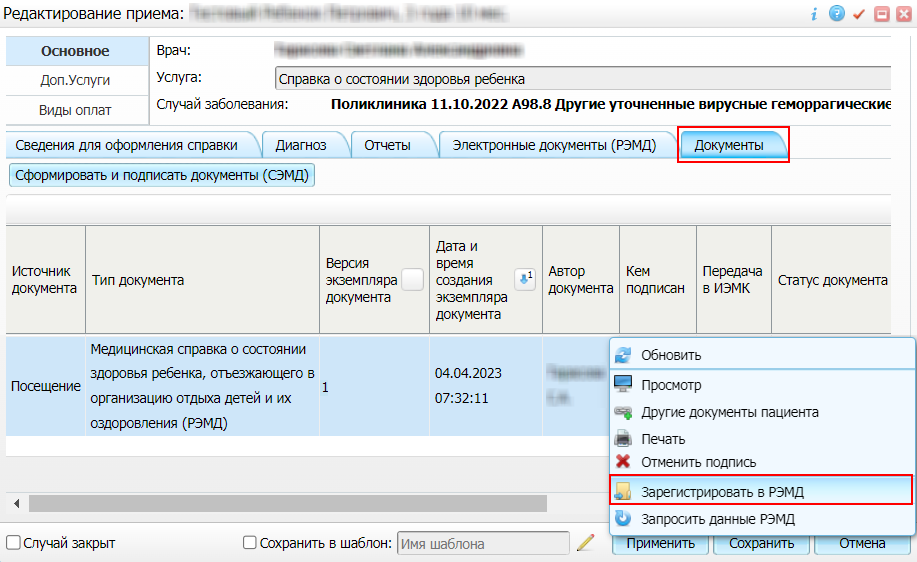 Редактирование приема:
Основное
Доп.Услуги
Виды оплат
Врач:
Услуга:
Справка о состоянии здоровья ребенка
Случай заболевания:
Поликлиника 11.10.2022 A98.8 Другие уточненные вирусные геморрагические
Сведения для оформления справки
Диагноз
Отчеты
Электронные документы (РЭМД)
Документы
Сформировать и подписать документы (СЭМД)
Источник
документа
Тип документа
Версия
экземпляра
документа
Дата и
время
создания
экземпляра
документа
1
Автор
документа
Кем
подписан
Передача
в ИЭМК
Статус документа
Посещение
Медицинская справка о состоянии
здоровья ребенка, отъезжающего в
организацию отдыха детей и их
оздоровления (РЭМД)
1
04.04.2023
07:32:11
Обновить
Просмотр
Другие документы пациента
Печать
Отменить подпись
Зарегистрировать в РЭМД
Запросить данные РЭМД
Случай закрыт
Сохранить в шаблон:
Имя шаблона
Применить
Сохранить
Отмена